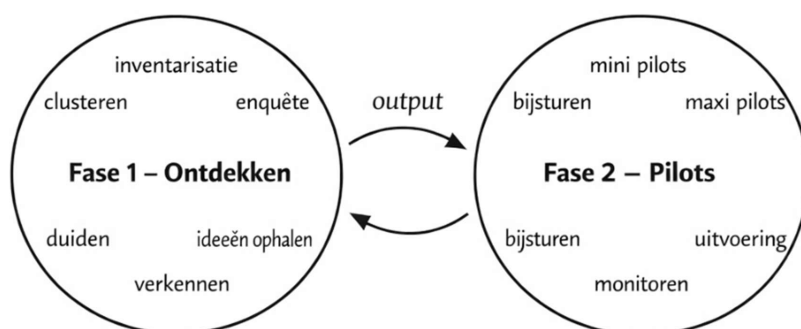 inventarisatie
clusteren
enquête
Fase 1 – Ontdekken
duiden
ideeën ophalen
verkennen
output
mini pilots
bijsturen
maxi pilots
Fase 2 – Pilots
bijsturen
uitvoering
monitoren